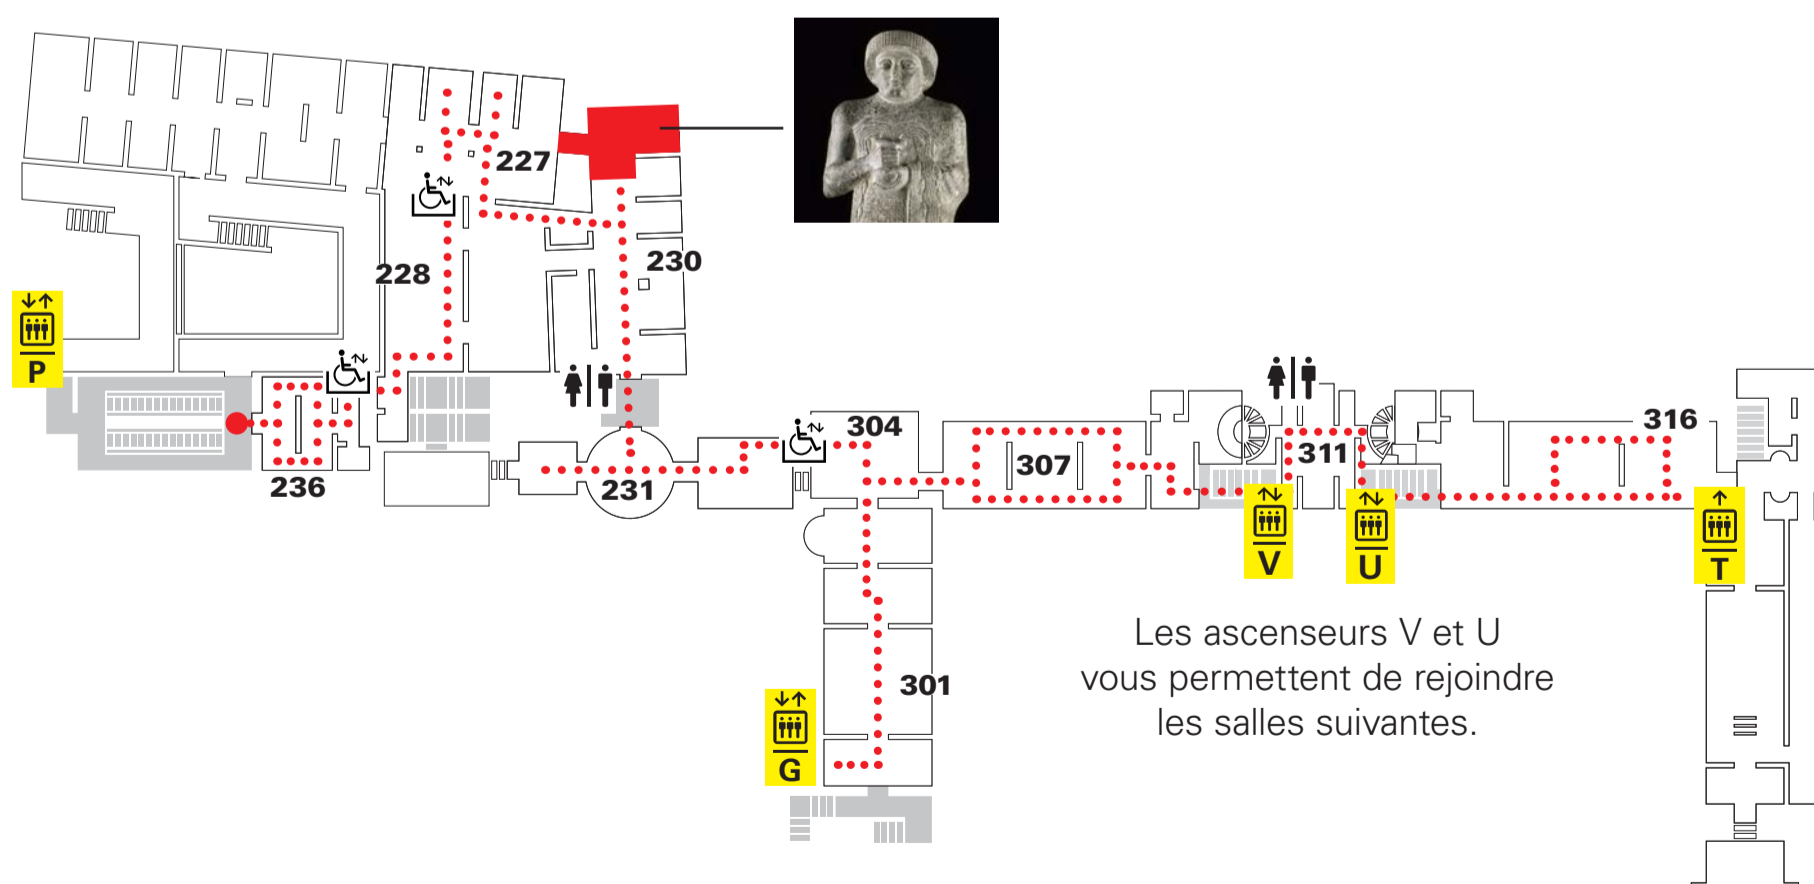 227
230
228
P
236
231
304
307
311
316
V
U
T
301
G
Les ascenseurs V et U
vous permettent de rejoindre
les salles suivantes.